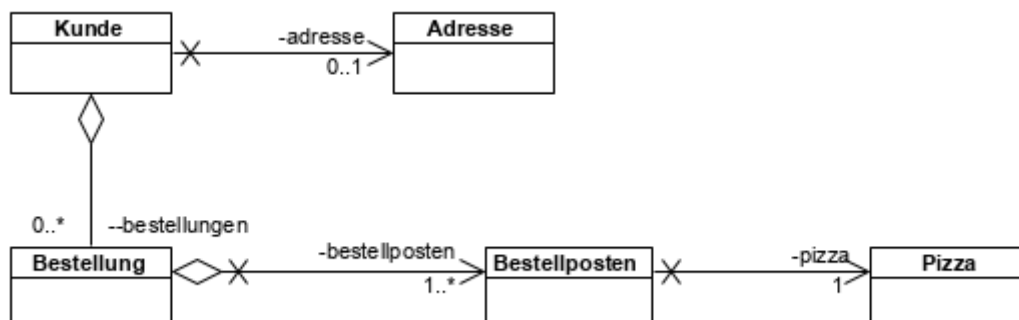 Kunde
-adresse
Adresse
0..1
0..*
--bestellungen
Bestellung
-bestellposten
Bestellposten
-pizza
Pizza
1..*
1